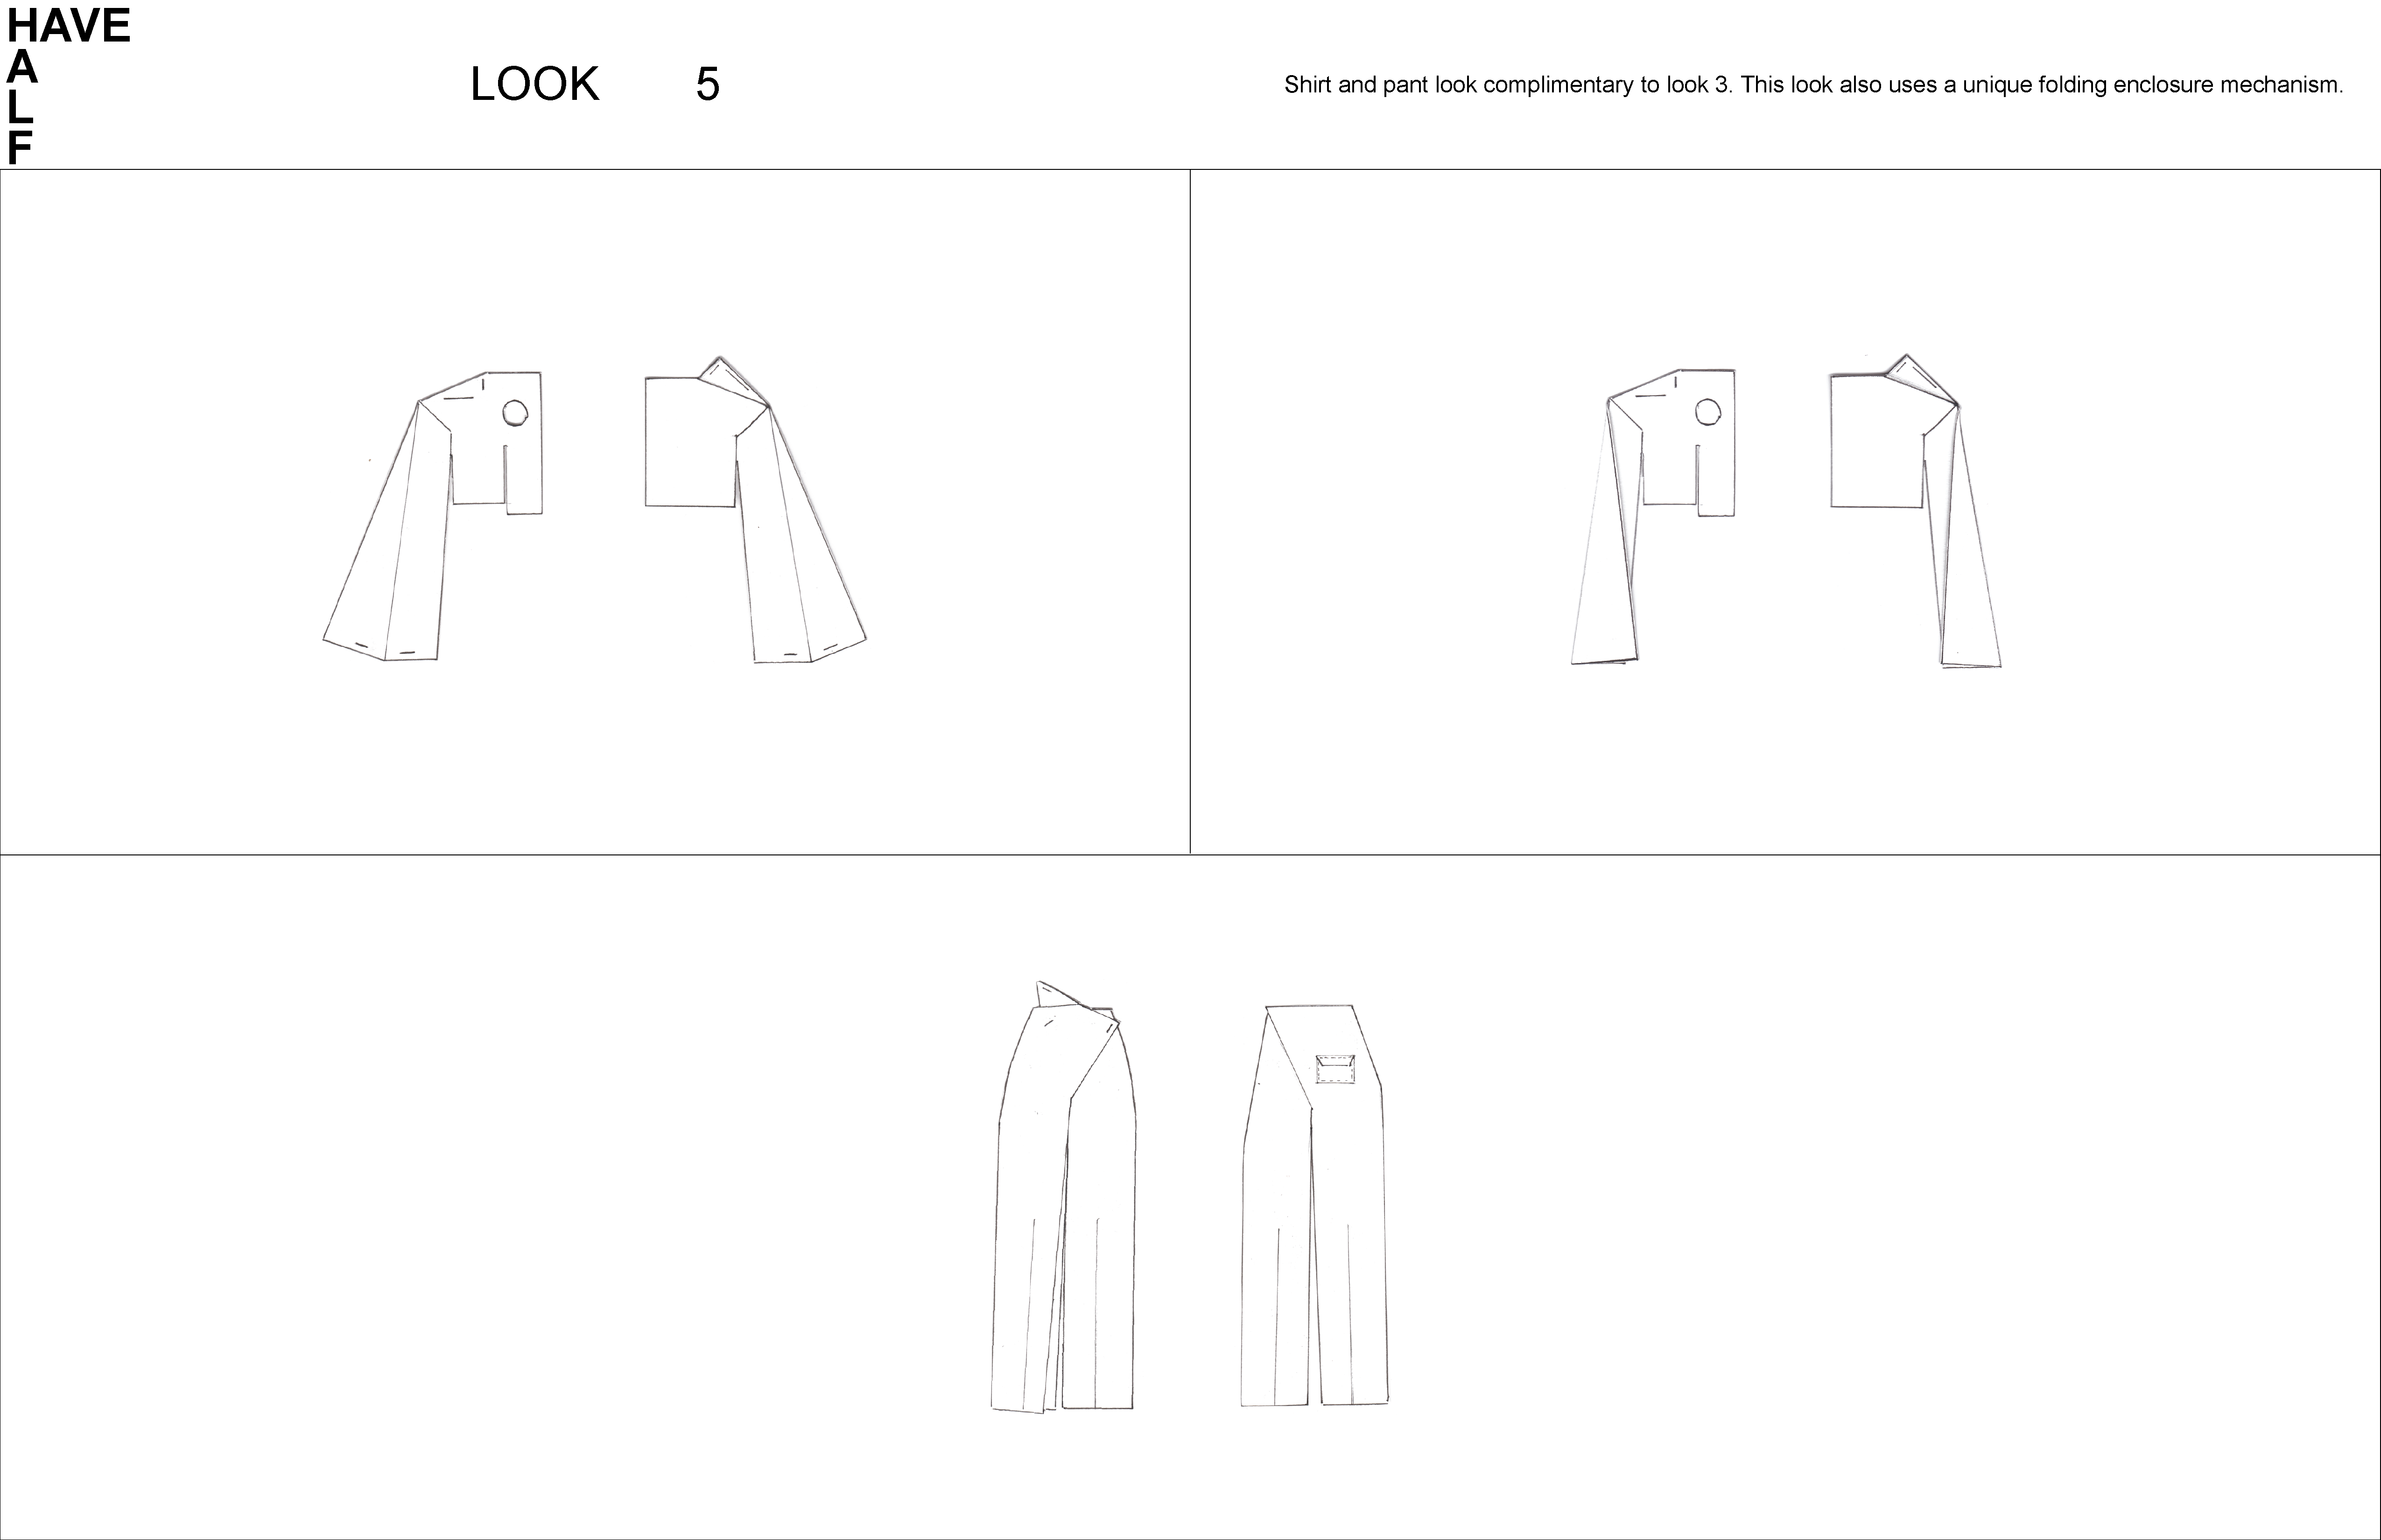 HAVE
A
L
F
LOOK 5
Shirt and pant look complimentary to look 3. This look also uses a unique folding enclosure mechanism.